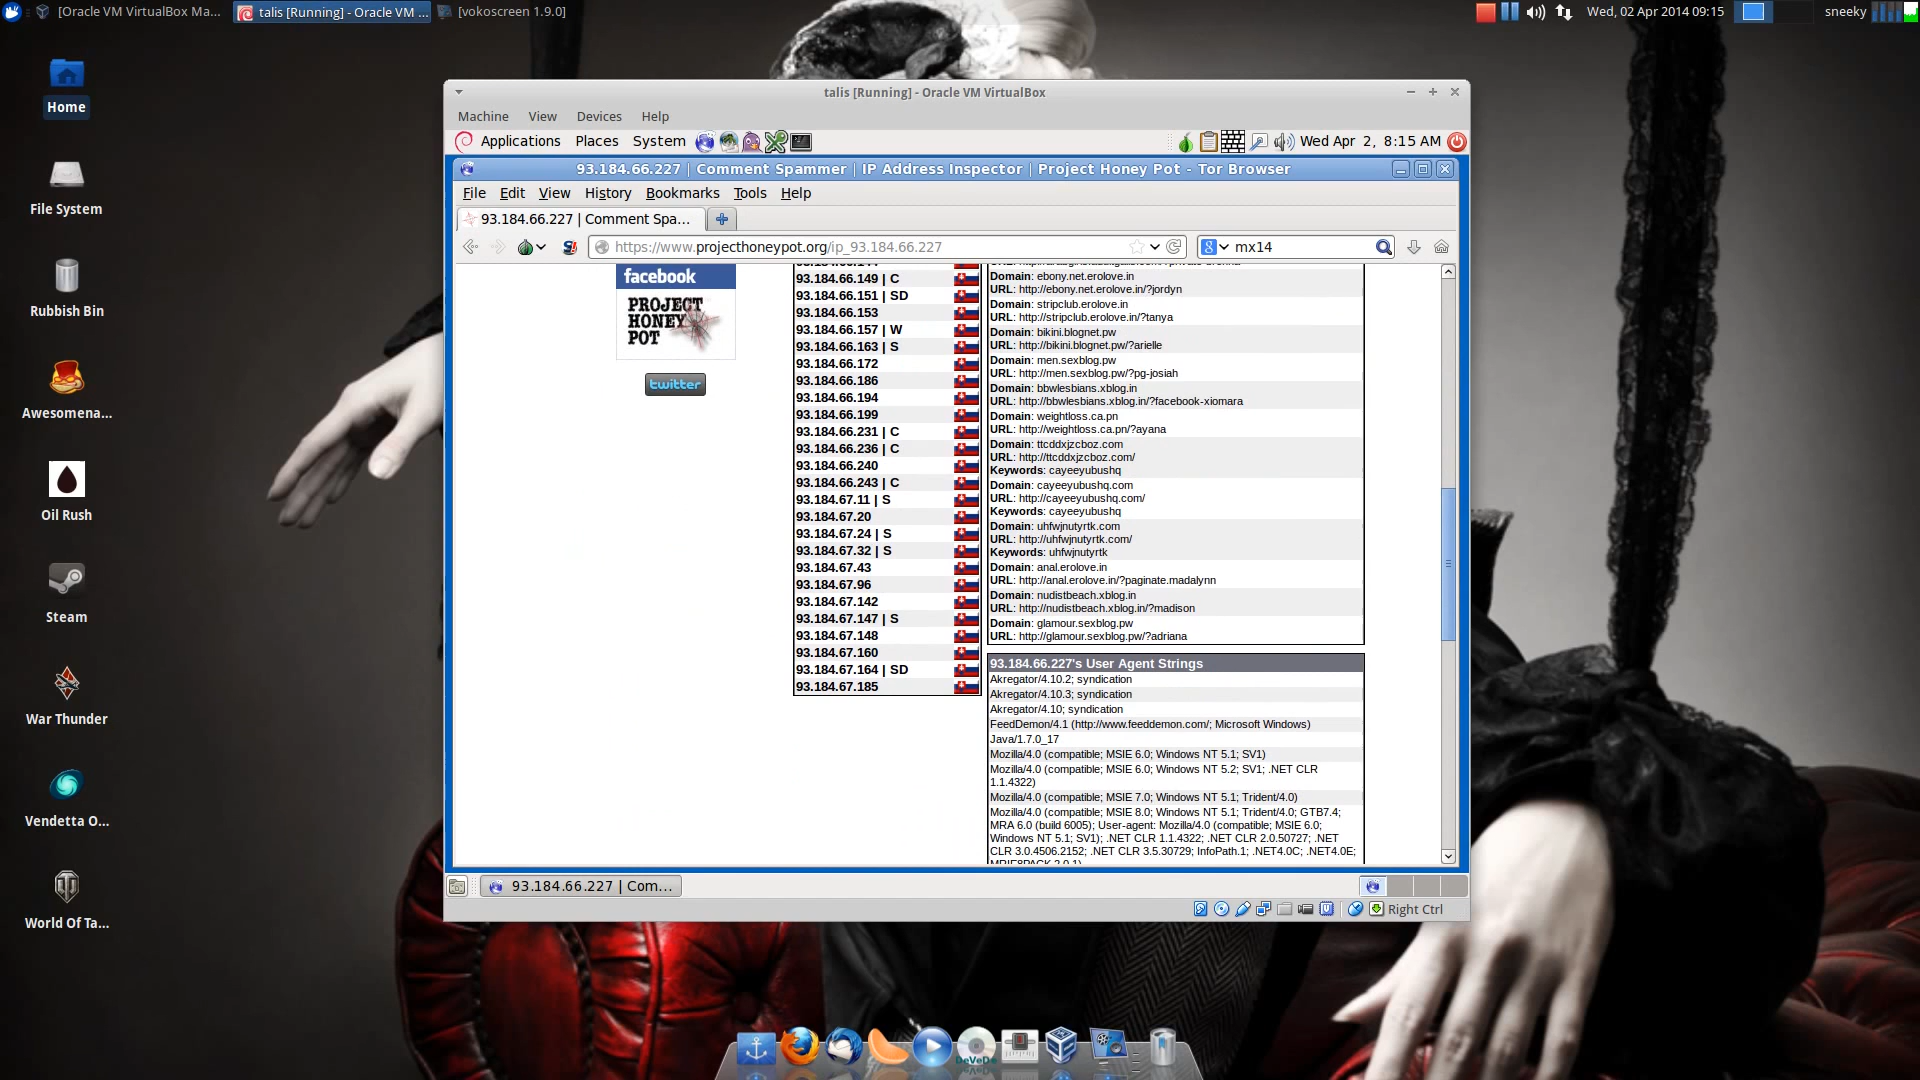 [Oracle VM VirtualBox Ma...
talis [Running] - Oracle VM ...
[vokoscreen 1.9.0]
Wed, 02 Apr 2014 09:15
sneeky
Home
File System
Rubbish Bin
Awesomena...
Oil Rush
Steam
War Thunder
Vendetta O...
World Of Ta...
talis [Running] - Oracle VM VirtualBox
Machine View Devices Help
Applications Places System
Wed Apr 2, 8:15 AM
93.184.66.227 | Comment Spammer | IP Address Inspector | Project Honey Pot - Tor Browser
File Edit View History Bookmarks Tools Help
93.184.66.227 | Comment Spa...
https://www.projecthoneypot.org/ip_93.184.66.227
mx14
facebook
PROJECT
HONEY
POT
twitter
93.184.66.149 | C
93.184.66.151 | SD
93.184.66.153
93.184.66.157 | W
93.184.66.163 | S
93.184.66.172
93.184.66.186
93.184.66.194
93.184.66.199
93.184.66.231 | C
93.184.66.236 | C
93.184.66.240
93.184.66.243 | C
93.184.67.11 | S
93.184.67.20
93.184.67.24 | S
93.184.67.32 | S
93.184.67.43
93.184.67.96
93.184.67.142
93.184.67.147 | S
93.184.67.148
93.184.67.160
93.184.67.164 | SD
93.184.67.185
Domain: ebony.net.erolove.in
URL: http://ebony.net.erolove.in/?jordyn
Domain: stripclub.erolove.in
URL: http://stripclub.erolove.in/?tanya
Domain: bikini.blognet.pw
URL: http://bikini.blognet.pw/?arielle
Domain: men.sexblog.pw
URL: http://men.sexblog.pw/?pg-josiah
Domain: bbwlesbians.xblog.in
URL: http://bbwlesbians.xblog.in/?facebook-xiomara
Domain: weightloss.ca.pn
URL: http://weightloss.ca.pn/?ayana
Domain: ttcddxjzcboz.com
URL: http://ttcddxjzcboz.com/
Keywords: cayeeyubushq
Domain: cayeeyubushq.com
URL: http://cayeeyubushq.com/
Keywords: cayeeyubushq
Domain: uhfwjnutyrtk.com
URL: http://uhfwjnutyrtk.com/
Keywords: uhfwjnutyrtk
Domain: anal.erolove.in
URL: http://anal.erolove.in/?paginate.madalynn
Domain: nudistbeach.xblog.in
URL: http://nudistbeach.xblog.in/?madison
Domain: glamour.sexblog.pw
URL: http://glamour.sexblog.pw/?adriana
93.184.66.227's User Agent Strings
Akregator/4.10.2; syndication
Akregator/4.10.3; syndication
Akregator/4.10; syndication
FeedDemon/4.1 (http://www.feeddemon.com/; Microsoft Windows)
Java/1.7.0_17
Mozilla/4.0 (compatible; MSIE 6.0; Windows NT 5.1; SV1)
Mozilla/4.0 (compatible; MSIE 6.0; Windows NT 5.2; SV1; .NET CLR
1.1.4322)
Mozilla/4.0 (compatible; MSIE 7.0; Windows NT 5.1; Trident/4.0)
Mozilla/4.0 (compatible; MSIE 8.0; Windows NT 5.1; Trident/4.0; GTB7.4;
MRA 6.0 (build 6005); User-agent: Mozilla/4.0 (compatible; MSIE 6.0;
Windows NT 5.1; SV1); .NET CLR 1.1.4322; .NET CLR 2.0.50727; .NET
CLR 3.0.4506.2152; .NET CLR 3.5.30729; InfoPath.1; .NET4.0C; .NET4.0E;
93.184.66.227 | Com...
Right Ctrl
DeVeDe